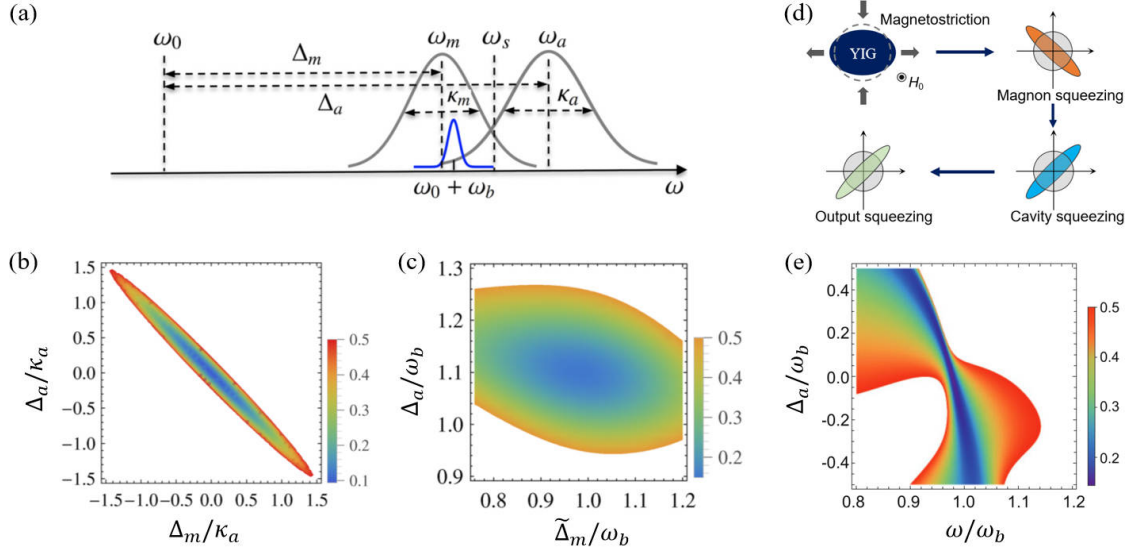 (a)
ω₀
ωₘ
ωₛ
ωₐ
Δₘ
Δₐ
κₘ
κₐ
ω₀ + ω_b
ω
(d)
Magnetostriction
YIG
H₀
Magnon squeezing
Output squeezing
Cavity squeezing
(b)
1.5
1.0
0.5
0.0
−0.5
−1.0
−1.5
Δₐ/κₐ
−1.5−1.0−0.5 0.0 0.5 1.0 1.5
Δₘ/κₐ
0.5
0.4
0.3
0.2
0.1
(c)
1.3
1.2
1.1
1.0
0.9
Δₐ/ω_b
0.8 0.9 1.0 1.1 1.2
Δ̃ₘ/ω_b
0.5
0.4
0.3
0.2
(e)
0.4
0.2
0.0
-0.2
-0.4
Δₐ/ω_b
0.8 0.9 1.0 1.1 1.2
ω/ω_b
0.5
0.4
0.3
0.2